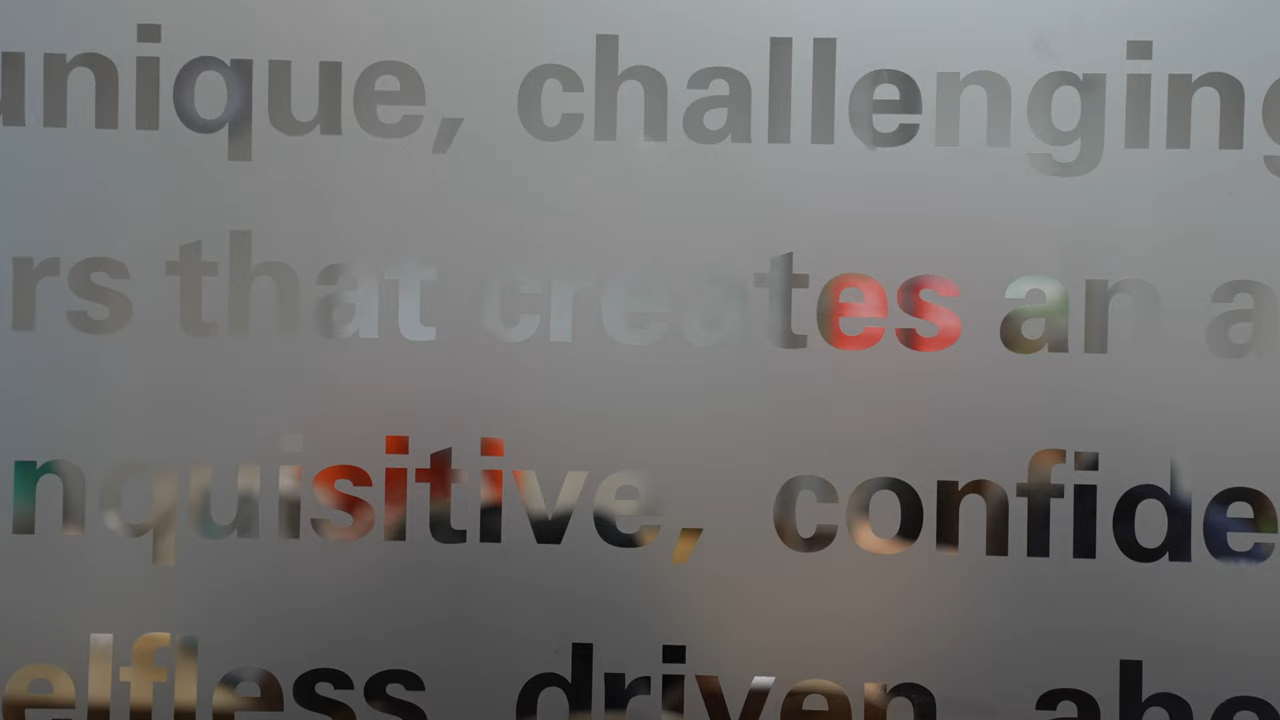 unique, challenging
rs that creates an a
nquisitive, confide
elfless driven abo